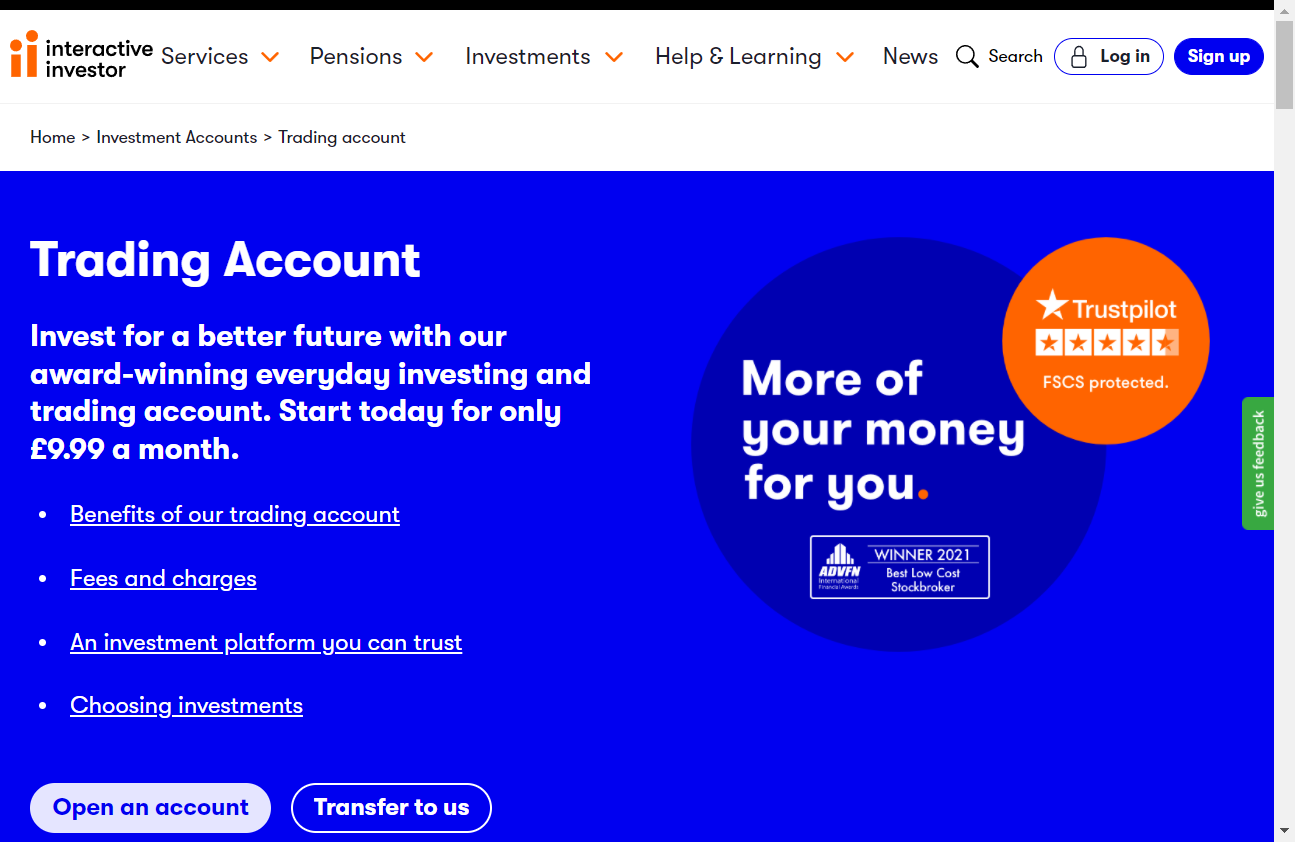 interactive
investor
Services
Pensions
Investments
Help & Learning
News
Search
Log in
Sign up
Home > Investment Accounts > Trading account
Trading Account
Invest for a better future with our
award-winning everyday investing and
trading account. Start today for only
£9.99 a month.
• Benefits of our trading account
• Fees and charges
• An investment platform you can trust
• Choosing investments
Open an account
Transfer to us
Trustpilot
FSCS protected.
More of
your money
for you.
ADVFN
International
Financial Awards
WINNER 2021
Best Low Cost
Stockbroker
give us feedback